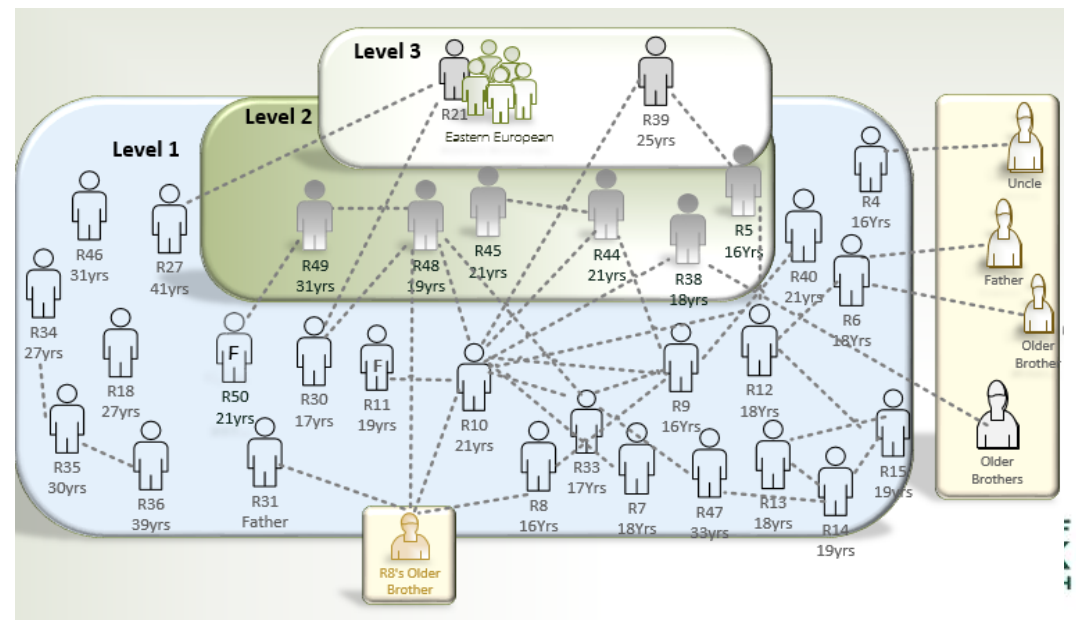 Level 3
R21
Eastern European
R39
25yrs
Level 2
Level 1
R46
31yrs
R27
41yrs
R49
31yrs
R48
19yrs
R45
21yrs
R44
21yrs
R38
18yrs
R5
16Yrs
R40
21yrs
R4
16Yrs
R6
18Yrs
Uncle
Father
Older
Brother
Older
Brothers
R34
27yrs
R18
27yrs
F
R50
21yrs
R30
17yrs
F
R11
19yrs
R10
21yrs
R9
16Yrs
R12
18Yrs
R35
30yrs
R36
39yrs
R31
Father
R8
16Yrs
R33
17Yrs
R7
18Yrs
R47
33yrs
R13
18yrs
R14
19yrs
R15
19yrs
R8's Older
Brother